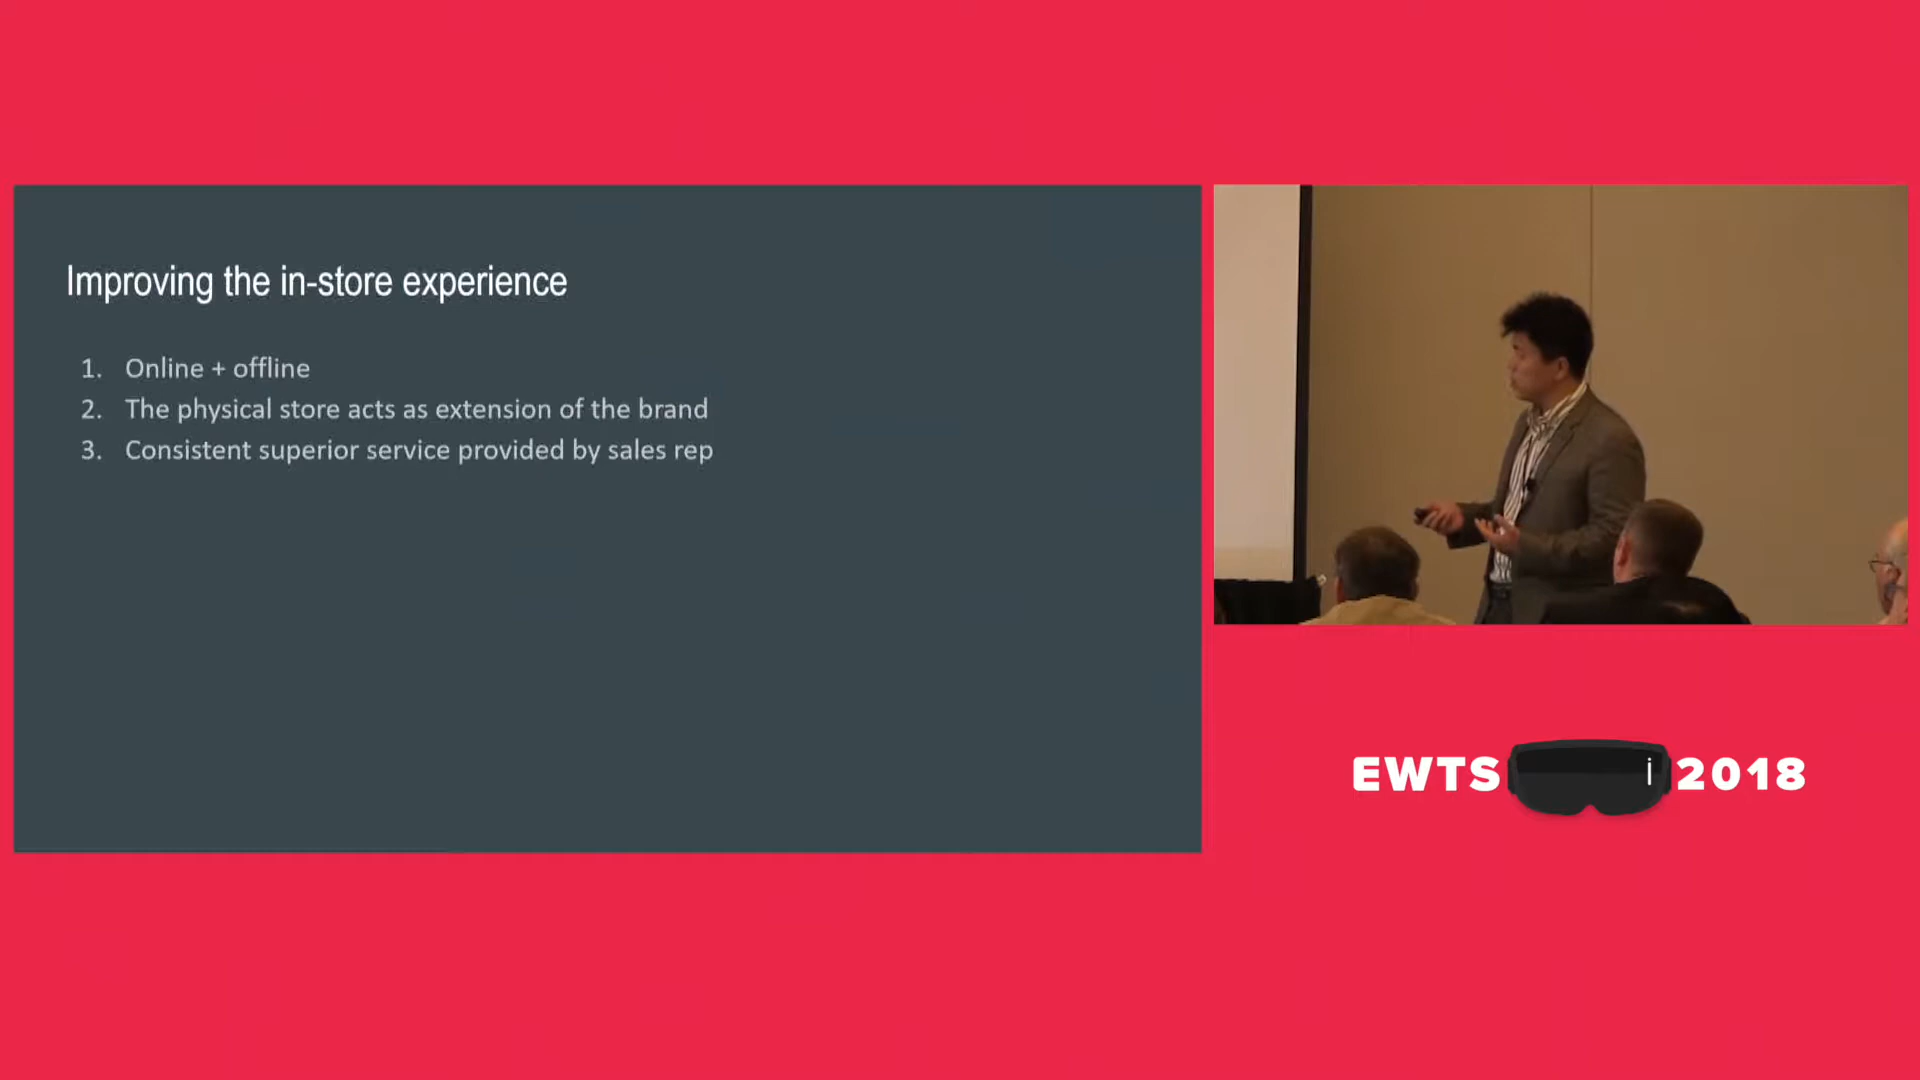 Improving the in-store experience
1. Online + offline
2. The physical store acts as extension of the brand
3. Consistent superior service provided by sales rep
EWTS i 2018